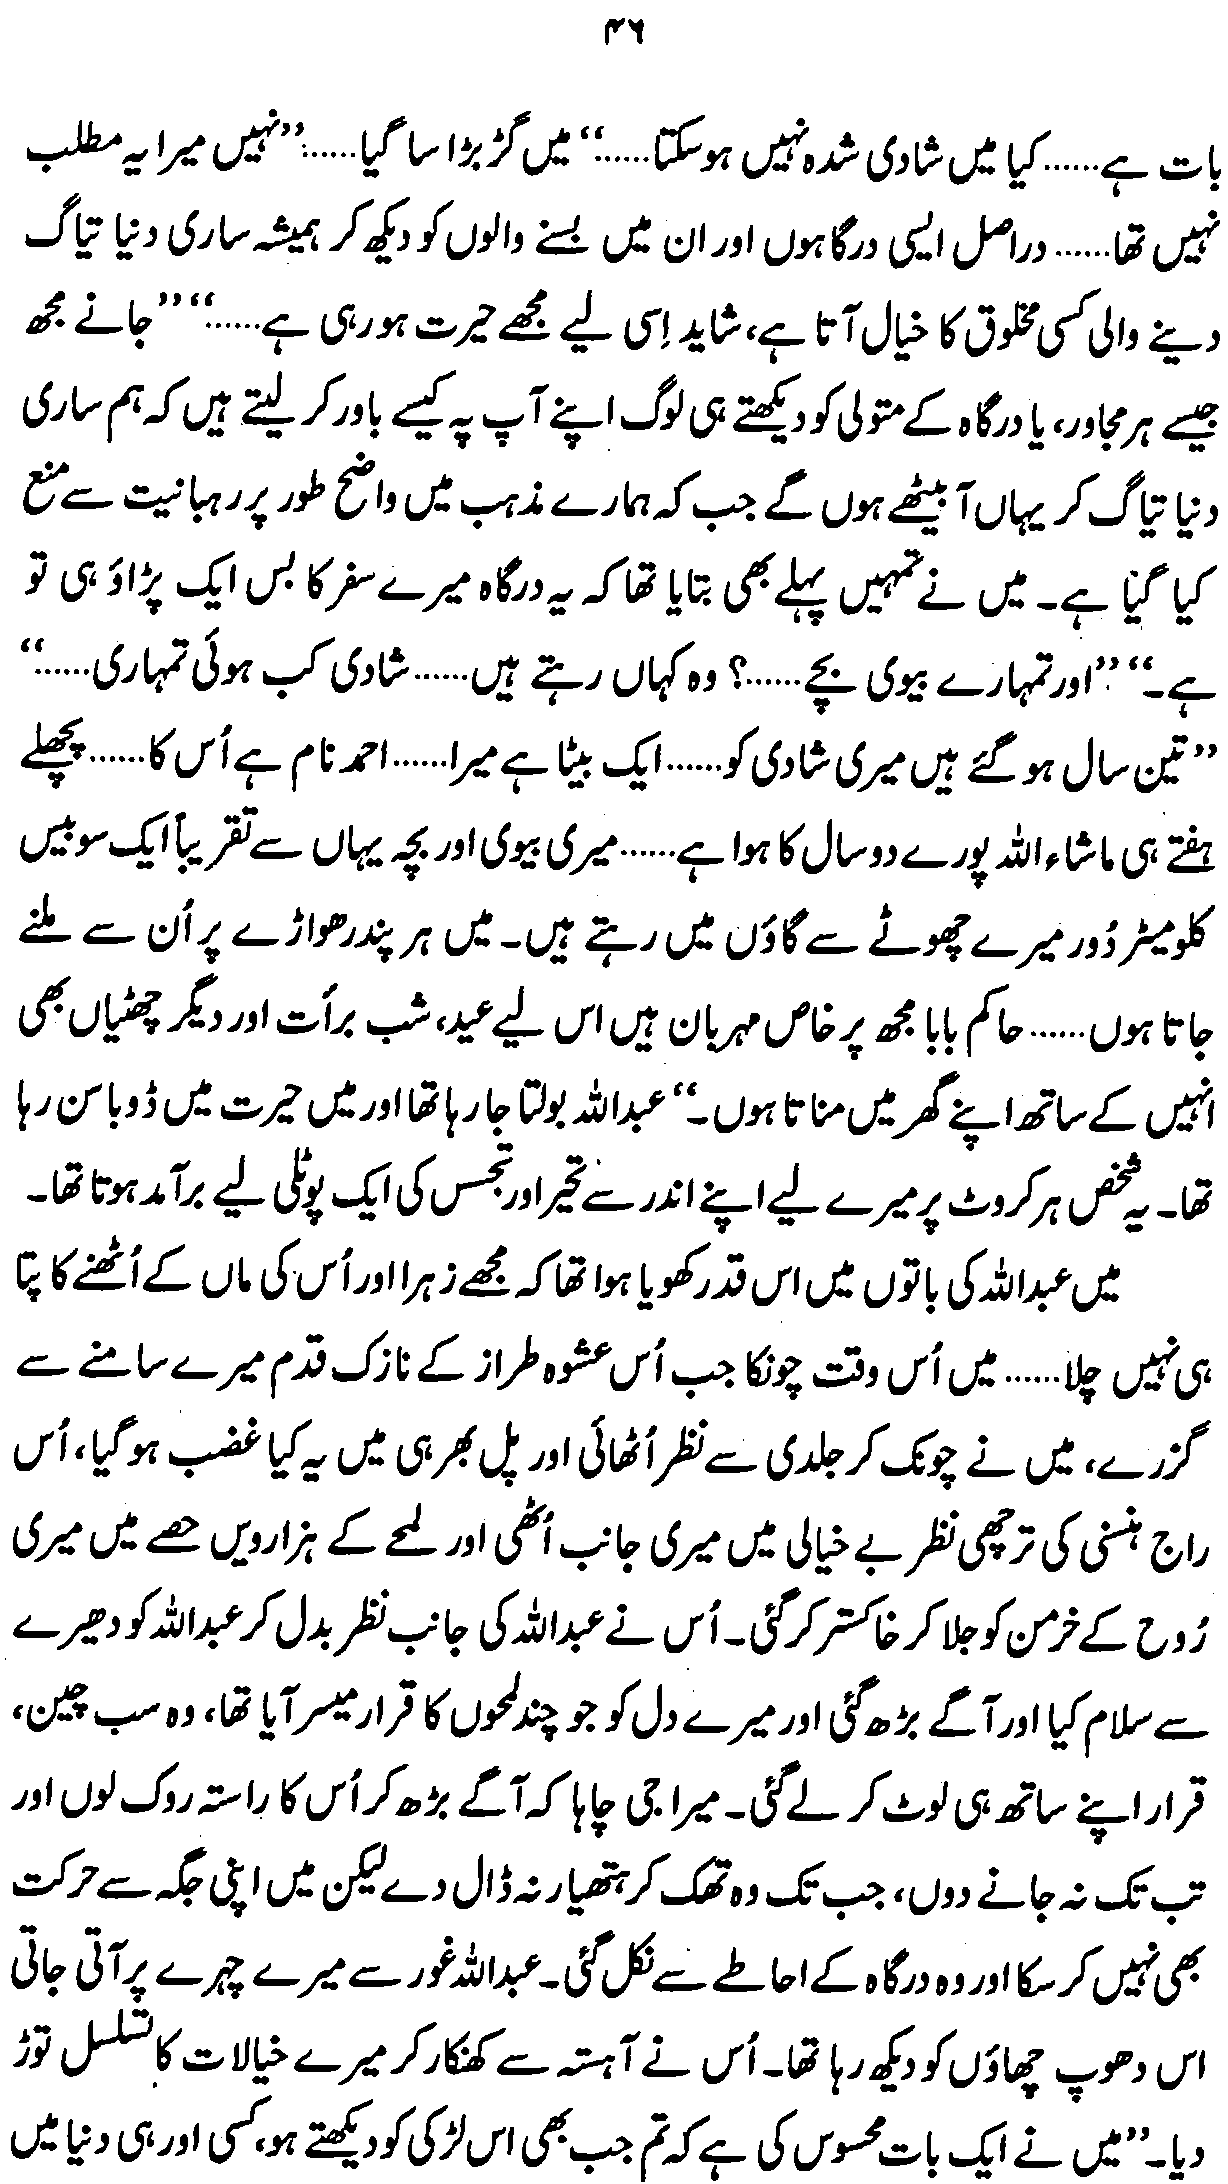 ۴۶
بات ہے...... کیا میں شادی شدہ نہیں ہو سکتا......“ میں گڑبڑا سا گیا......:”نہیں میرا یہ مطلب
نہیں تھا...... دراصل ایسی درگاہوں اور ان میں بسنے والوں کو دیکھ کر ہمیشہ ساری دنیا تیاگ
دینے والی کسی مخلوق کا خیال آتا ہے، شاید اِسی لیے مجھے حیرت ہورہی ہے......“ ”جانے مجھ
جیسے ہر مجاور، یا درگاہ کے متولی کو دیکھتے ہی لوگ اپنے آپ یہ کیسے باور کر لیتے ہیں کہ ہم ساری
دنیا تیاگ کر یہاں آ بیٹھے ہوں گے جب کہ ہمارے مذہب میں واضح طور پر رہبانیت سے منع
کیا گیا ہے۔ میں نے تمہیں پہلے بھی بتایا تھا کہ یہ درگاہ میرے سفر کا بس ایک پڑاؤ ہی تو
ہے۔“ ”اور تمہارے بیوی بچے......؟ وہ کہاں رہتے ہیں...... شادی کب ہوئی تمہاری......“
”تین سال ہو گئے ہیں میری شادی کو...... ایک بیٹا ہے میرا...... احمد نام ہے اُس کا...... پچھلے
ہفتے ہی ماشاء اللہ پورے دو سال کا ہوا ہے...... میری بیوی اور بچہ یہاں سے تقریباً ایک سو بیس
کلومیٹر دُور میرے چھوٹے سے گاؤں میں رہتے ہیں۔ میں ہر پندرھواڑے پر اُن سے ملنے
جاتا ہوں...... حاکم بابا مجھ پر خاص مہربان ہیں اس لیے عید، شب برأت اور دیگر چھٹیاں بھی
انہیں کے ساتھ اپنے گھر میں مناتا ہوں۔“ عبداللہ بولتا جا رہا تھا اور میں حیرت میں ڈوبا سن رہا
تھا۔ یہ شخص ہر کروٹ پر میرے لیے اپنے اندر سے تحیر اور تجسس کی ایک پوٹلی لیے برآمد ہوتا تھا۔
میں عبداللہ کی باتوں میں اس قدر کھویا ہوا تھا کہ مجھے زہرا اور اُس کی ماں کے اُٹھنے کا پتا
ہی نہیں چلا...... میں اُس وقت چونکا جب اُس عشوہ طراز کے نازک قدم میرے سامنے سے
گزرے، میں نے چونک کر جلدی سے نظر اُٹھائی اور پل بھر ہی میں یہ کیا غضب ہو گیا، اُس
راج ہنسنی کی ترچھی نظر بے خیالی میں میری جانب اُٹھی اور لمحے کے ہزارویں حصے میں میری
رُوح کے خرمن کو جلا کر خاکستر کر گئی۔ اُس نے عبداللہ کی جانب نظر بدل کر عبداللہ کو دھیرے
سے سلام کیا اور آگے بڑھ گئی اور میرے دل کو جو چند لمحوں کا قرار میسر آیا تھا، وہ سب چین،
قرار اپنے ساتھ ہی لوٹ کر لے گئی۔ میرا جی چاہا کہ آگے بڑھ کر اُس کا راستہ روک لوں اور
تب تک نہ جانے دوں، جب تک وہ تھک کر ہتھیار نہ ڈال دے لیکن میں اپنی جگہ سے حرکت
بھی نہیں کر سکا اور وہ درگاہ کے احاطے سے نکل گئی۔ عبداللہ غور سے میرے چہرے پر آتی جاتی
اس دھوپ چھاؤں کو دیکھ رہا تھا۔ اُس نے آہستہ سے کھنکار کر میرے خیالات کا تسلسل توڑ
دیا۔ ”میں نے ایک بات محسوس کی ہے کہ تم جب بھی اس لڑکی کو دیکھتے ہو، کسی اور ہی دنیا میں